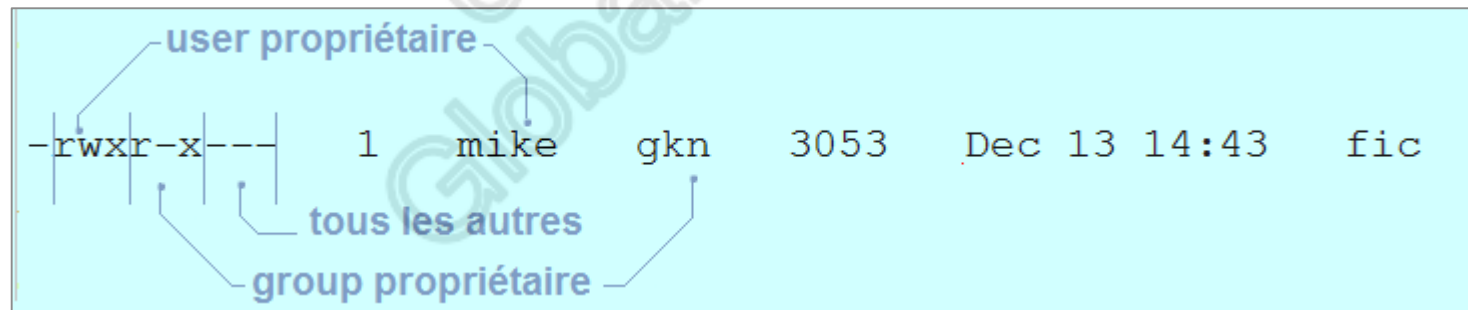 user propriétaire
-rwxr-x--- 1 mike gkn 3053 Dec 13 14:43 fic
tous les autres
group propriétaire